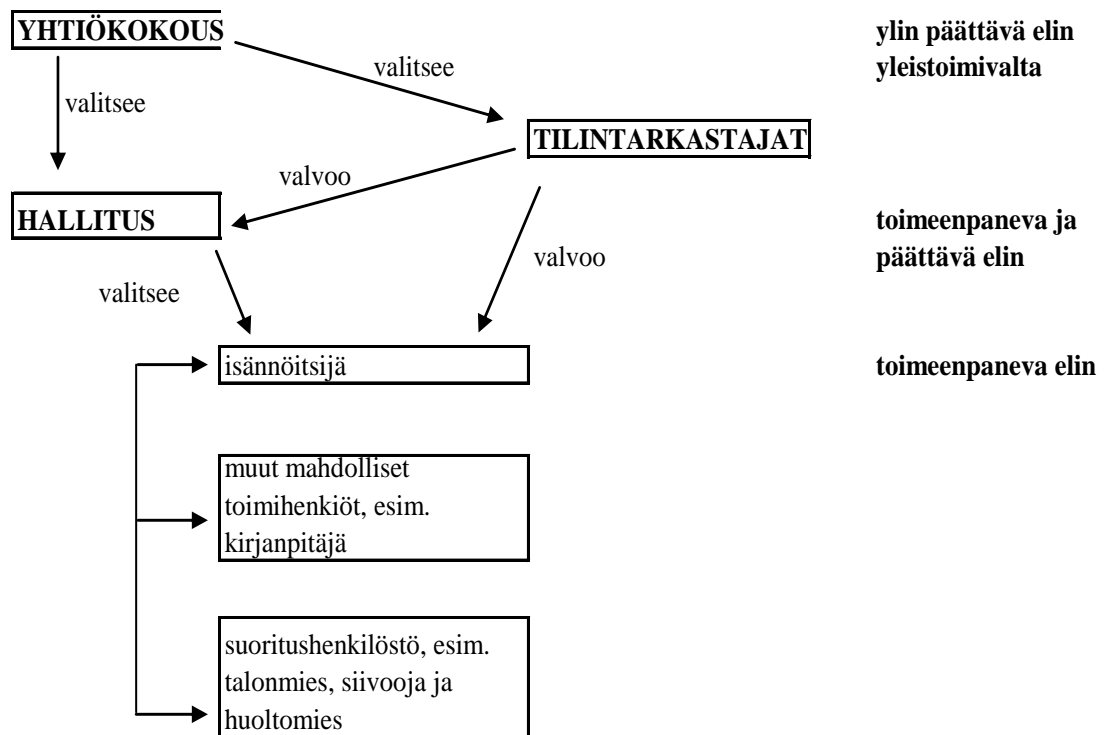 YHTIÖKOKOUS
ylin päättävä elin
yleistoimivalta
valitsee
valitsee
TILINTARKASTAJAT
valvoo
HALLITUS
toimeenpaneva ja
päättävä elin
valvoo
valitsee
isännöitsijä
toimeenpaneva elin
muut mahdolliset
toimihenkiöt, esim.
kirjanpitäjä
suoritushenkilöstö, esim.
talonmies, siivooja ja
huoltomies